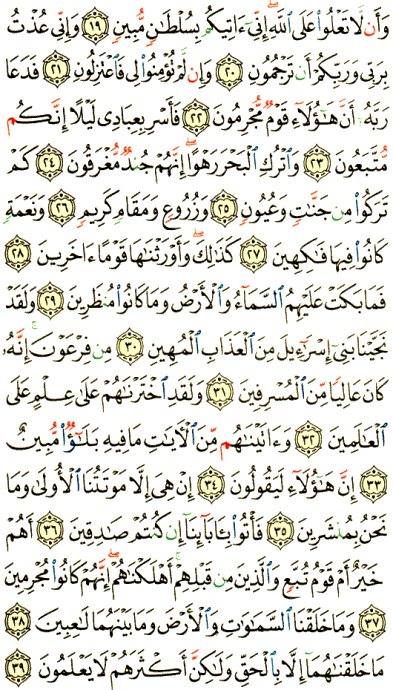 وَأَن لَّا تَعْلُوا۟ عَلَى ٱللَّهِ ۖ إِنِّىٓ ءَاتِيكُم بِسُلْطَٰنٍ مُّبِينٍ ١٩ وَإِنِّى عُذْتُ
بِرَبِّى وَرَبِّكُمْ أَن تَرْجُمُونِ ٢٠ وَإِن لَّمْ تُؤْمِنُوا۟ لِى فَٱعْتَزِلُونِ ٢١ فَدَعَا
رَبَّهُۥٓ أَنَّ هَٰٓؤُلَآءِ قَوْمٌ مُّجْرِمُونَ ٢٢ فَأَسْرِ بِعِبَادِى لَيْلًا إِنَّكُم
مُّتَّبَعُونَ ٢٣ وَٱتْرُكِ ٱلْبَحْرَ رَهْوًا ۖ إِنَّهُمْ جُندٌ مُّغْرَقُونَ ٢٤ كَمْ
تَرَكُوا۟ مِن جَنَّٰتٍ وَعُيُونٍ ٢٥ وَزُرُوعٍ وَمَقَامٍ كَرِيمٍ ٢٦ وَنَعْمَةٍ
كَانُوا۟ فِيهَا فَٰكِهِينَ ٢٧ كَذَٰلِكَ ۖ وَأَوْرَثْنَٰهَا قَوْمًا ءَاخَرِينَ ٢٨
فَمَا بَكَتْ عَلَيْهِمُ ٱلسَّمَآءُ وَٱلْأَرْضُ وَمَا كَانُوا۟ مُنظَرِينَ ٢٩ وَلَقَدْ
نَجَّيْنَا بَنِىٓ إِسْرَٰٓءِيلَ مِنَ ٱلْعَذَابِ ٱلْمُهِينِ ٣٠ مِن فِرْعَوْنَ ۚ إِنَّهُۥ
كَانَ عَالِيًا مِّنَ ٱلْمُسْرِفِينَ ٣١ وَلَقَدِ ٱخْتَرْنَٰهُمْ عَلَىٰ عِلْمٍ عَلَى
ٱلْعَٰلَمِينَ ٣٢ وَءَاتَيْنَٰهُم مِّنَ ٱلْءَايَٰتِ مَا فِيهِ بَلَٰٓؤٌا۟ مُّبِينٌ
٣٣ إِنَّ هَٰٓؤُلَآءِ لَيَقُولُونَ ٣٤ إِنْ هِىَ إِلَّا مَوْتَتُنَا ٱلْأُولَىٰ وَمَا
نَحْنُ بِمُنشَرِينَ ٣٥ فَأْتُوا۟ بِـَٔابَآئِنَآ إِن كُنتُمْ صَٰدِقِينَ ٣٦ أَهُمْ
خَيْرٌ أَمْ قَوْمُ تُبَّعٍ وَٱلَّذِينَ مِن قَبْلِهِمْ ۚ أَهْلَكْنَٰهُمْ ۖ إِنَّهُمْ كَانُوا۟ مُجْرِمِينَ
٣٧ وَمَا خَلَقْنَا ٱلسَّمَٰوَٰتِ وَٱلْأَرْضَ وَمَا بَيْنَهُمَا لَٰعِبِينَ ٣٨
مَا خَلَقْنَٰهُمَآ إِلَّا بِٱلْحَقِّ وَلَٰكِنَّ أَكْثَرَهُمْ لَا يَعْلَمُونَ ٣٩